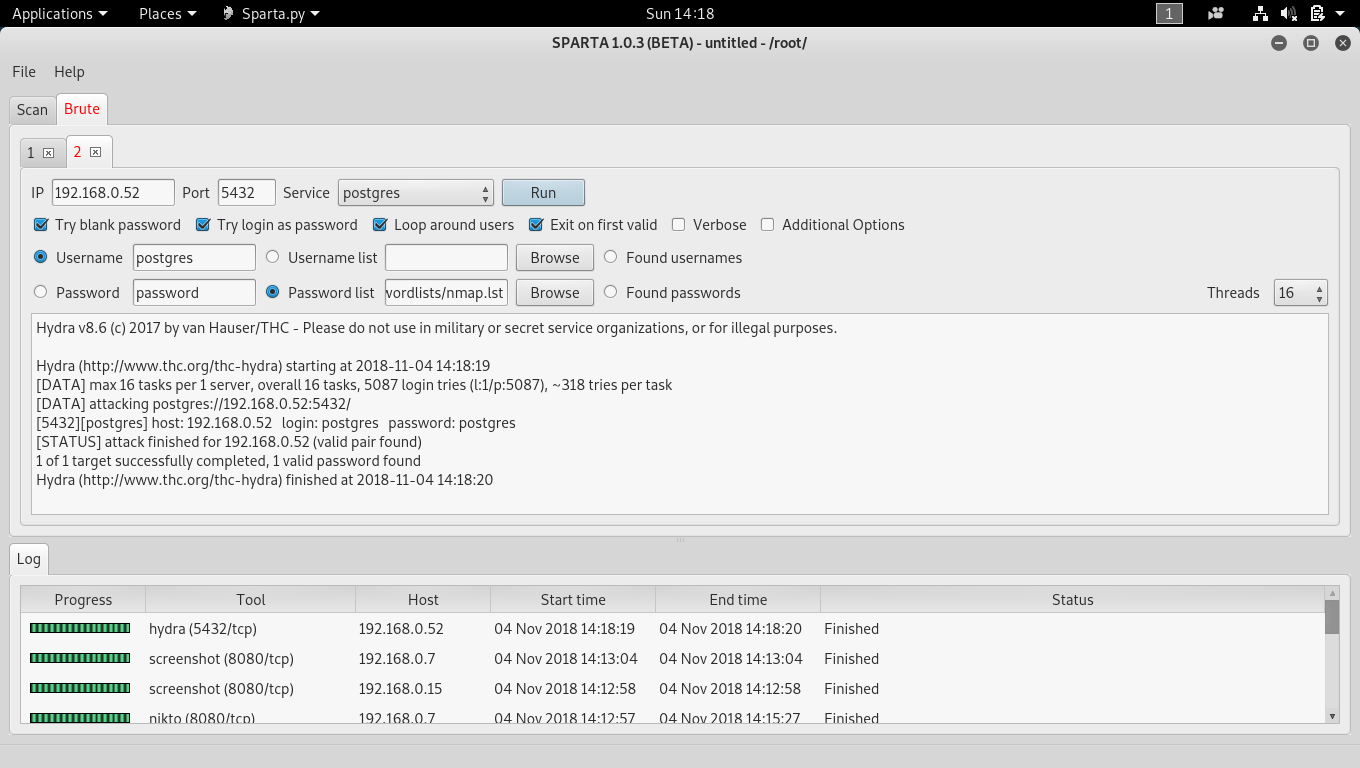 Applications Places Sparta.py Sun 14:18 1
SPARTA 1.0.3 (BETA) - untitled - /root/
File Help
Scan Brute
1 2
IP 192.168.0.52 Port 5432 Service postgres Run
Try blank password Try login as password Loop around users Exit on first valid Verbose Additional Options
Username postgres Username list Browse Found usernames
Password password Password list wordlists/nmap.lst Browse Found passwords Threads 16
Hydra v8.6 (c) 2017 by van Hauser/THC - Please do not use in military or secret service organizations, or for illegal purposes.
Hydra (http://www.thc.org/thc-hydra) starting at 2018-11-04 14:18:19
[DATA] max 16 tasks per 1 server, overall 16 tasks, 5087 login tries (l:1/p:5087), ~318 tries per task
[DATA] attacking postgres://192.168.0.52:5432/
[5432][postgres] host: 192.168.0.52 login: postgres password: postgres
[STATUS] attack finished for 192.168.0.52 (valid pair found)
1 of 1 target successfully completed, 1 valid password found
Hydra (http://www.thc.org/thc-hydra) finished at 2018-11-04 14:18:20
Log
Progress Tool Host Start time End time Status
hydra (5432/tcp) 192.168.0.52 04 Nov 2018 14:18:19 04 Nov 2018 14:18:20 Finished
screenshot (8080/tcp) 192.168.0.7 04 Nov 2018 14:13:04 04 Nov 2018 14:13:04 Finished
screenshot (8080/tcp) 192.168.0.15 04 Nov 2018 14:12:58 04 Nov 2018 14:12:58 Finished
nikto (8080/tcp) 192.168.0.7 04 Nov 2018 14:12:57 04 Nov 2018 14:15:27 Finished